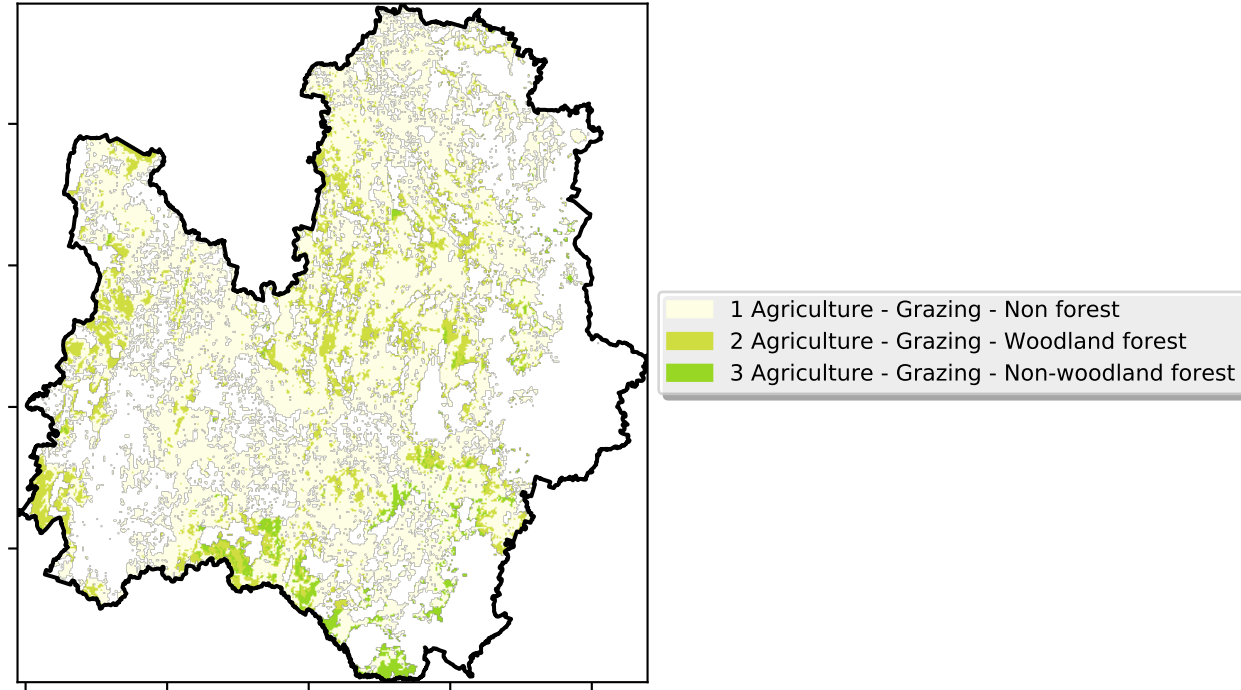 1 Agriculture - Grazing - Non forest
2 Agriculture - Grazing - Woodland forest
3 Agriculture - Grazing - Non-woodland forest